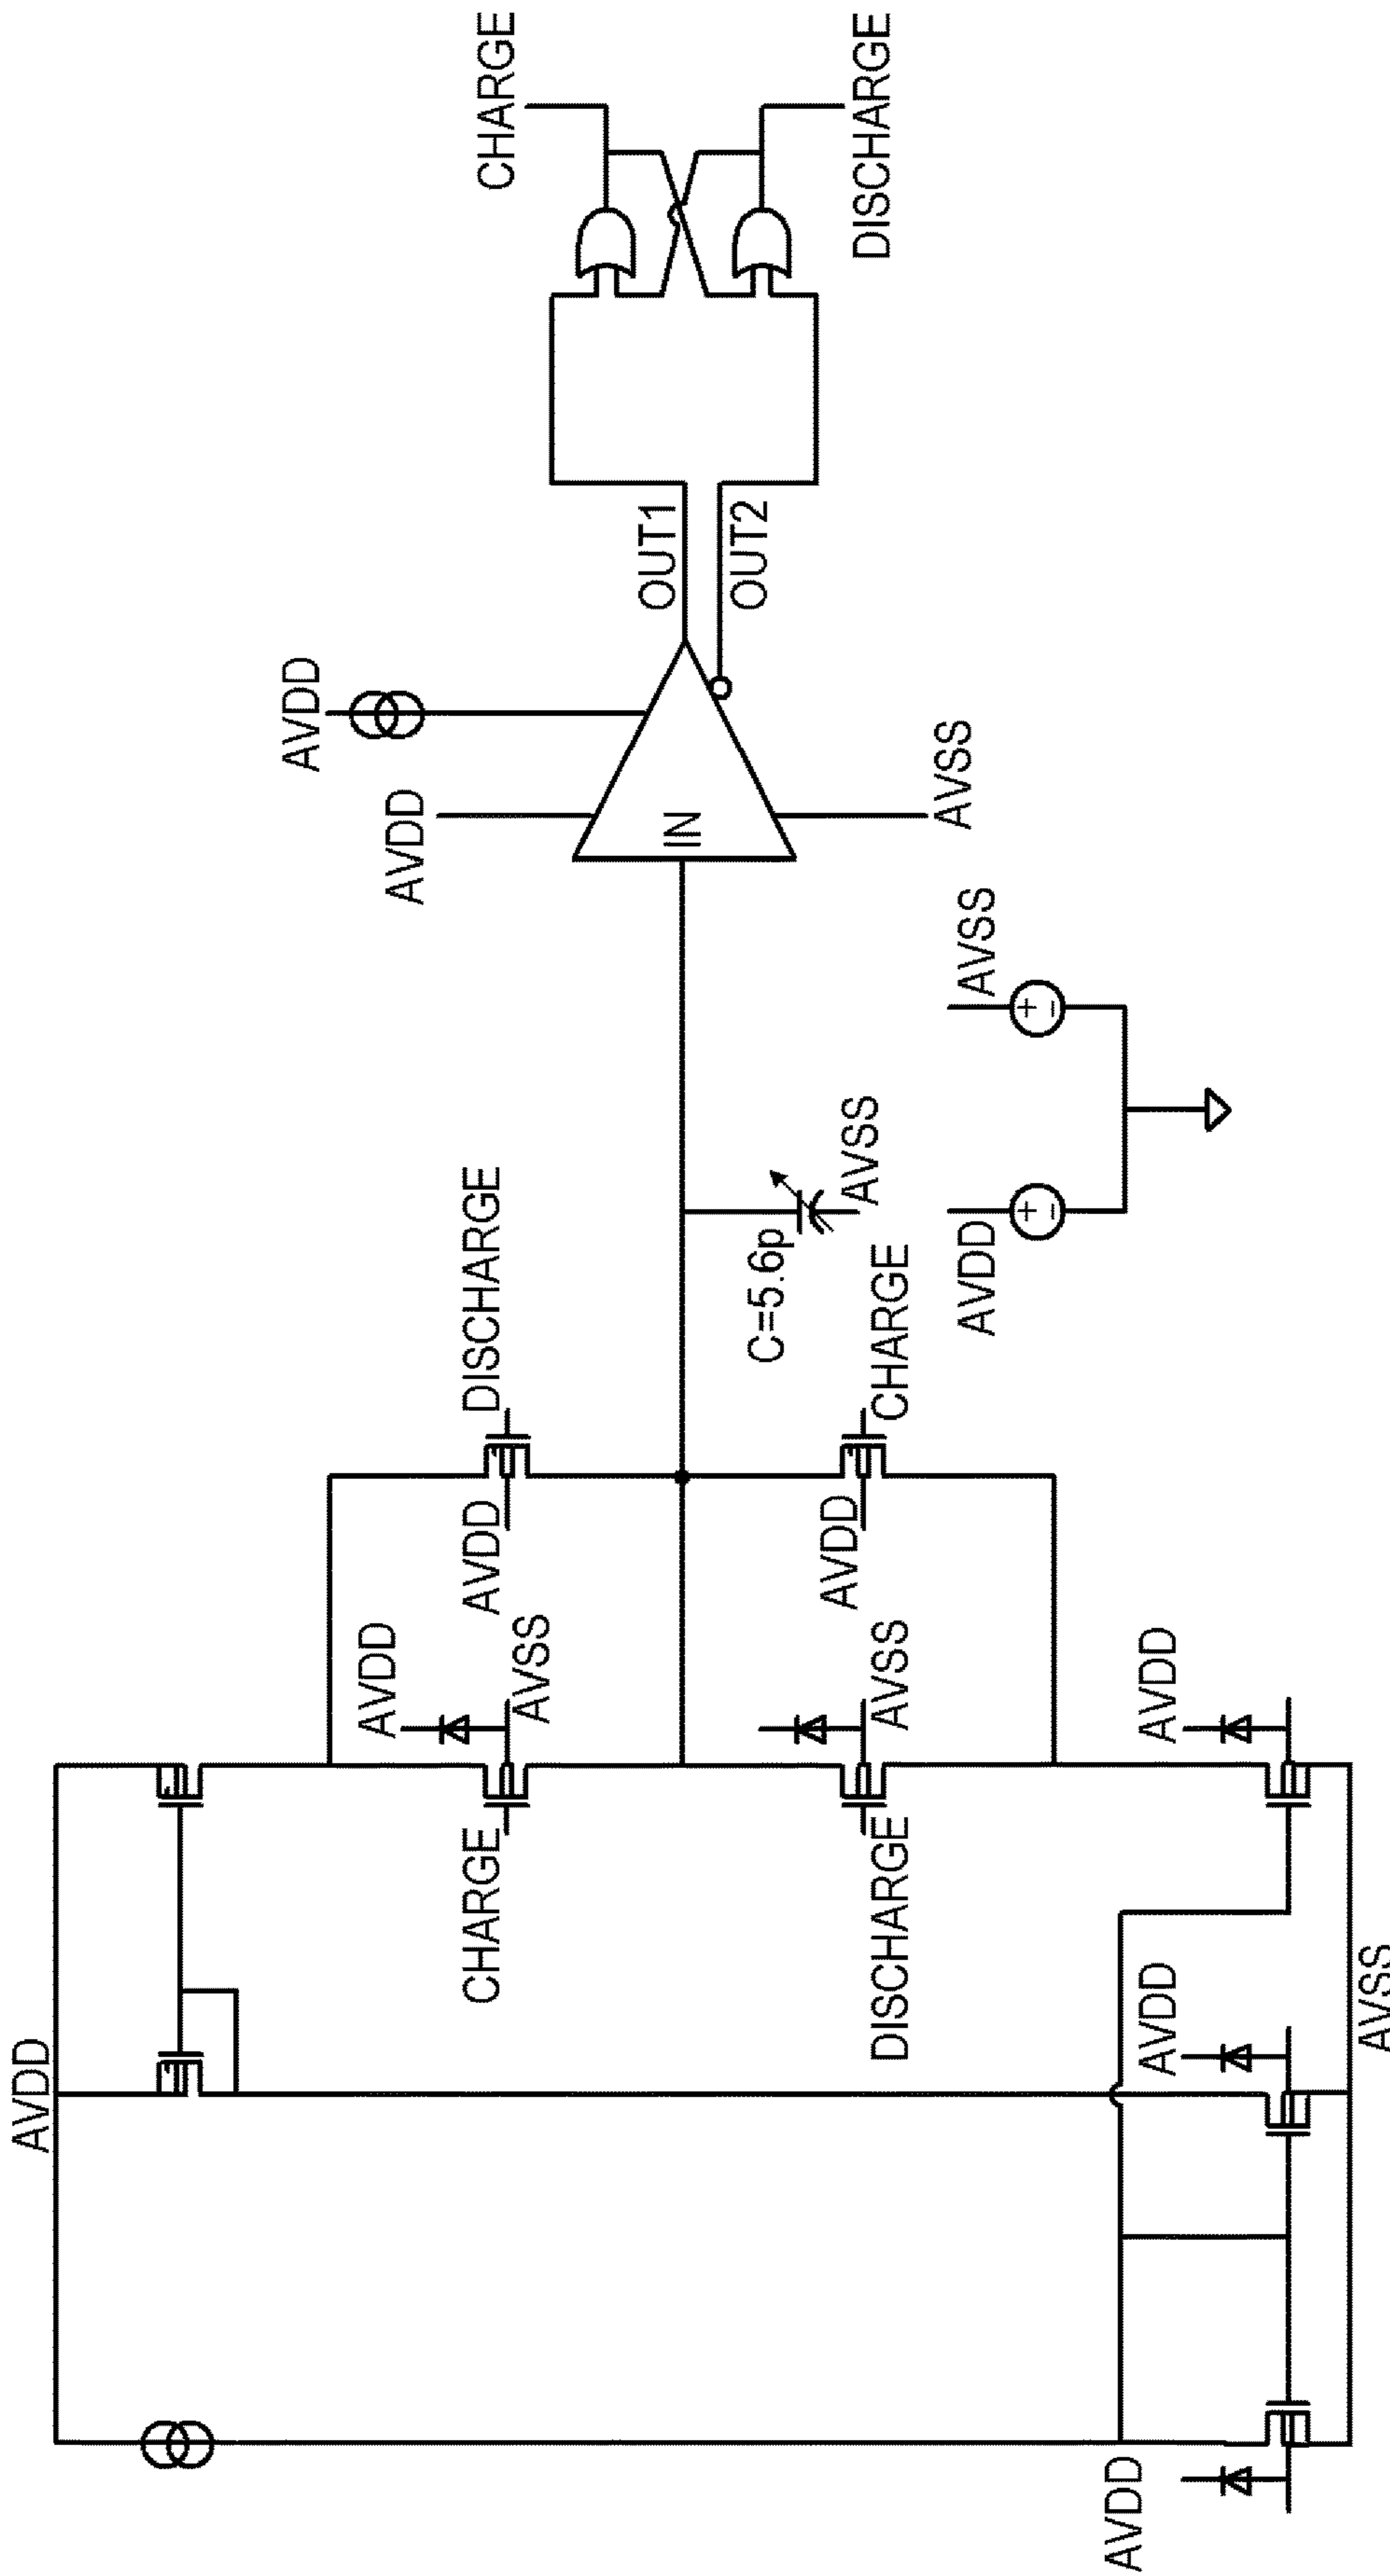 AVDD
AVDD
AVSS
AVDD
AVDD
CHARGE
DISCHARGE
AVDD
AVSS
AVSS
AVDD
AVDD
AVDD
DISCHARGE
CHARGE
C=5.6p
AVSS
AVDD
+
-
AVSS
+
-
AVDD
AVDD
IN
AVSS
OUT1
OUT2
CHARGE
DISCHARGE